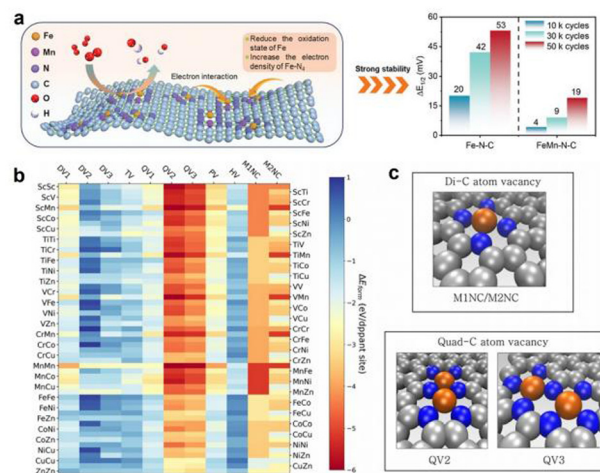 a
Fe
Mn
N
C
O
H
Reduce the oxidation
state of Fe
Increase the electron
density of Fe-N₄
Electron interaction
Strong stability
ΔE1/2 (mV)
60
45
30
15
0
10 k cycles
30 k cycles
50 k cycles
20
42
53
4
9
19
Fe-N-C
FeMn-N-C
b
DV1
DV2
DV3
TV
QV1
QV2
QV3
PV
HV
M1NC
M2NC
ScSc
ScV
ScMn
ScCo
ScCu
TiTi
TiCr
TiFe
TiNi
TiZn
VCr
VFe
VNi
VZn
CrMn
CrCo
CrCu
MnMn
MnCo
MnCu
FeFe
FeNi
FeZn
CoNi
CoZn
NiCu
CuCu
ZnZn
ScTi
ScCr
ScFe
ScNi
ScZn
TiV
TiMn
TiCo
TiCu
VV
VMn
VCo
VCu
CrCr
CrFe
CrNi
CrZn
MnFe
MnNi
MnZn
FeCo
FeCu
CoCo
CoCu
NiNi
NiZn
CuZn
1
0
−1
−2
−3
−4
−5
−6
ΔEform (eV/dopant site)
c
Di-C atom vacancy
M1NC/M2NC
Quad-C atom vacancy
QV2
QV3